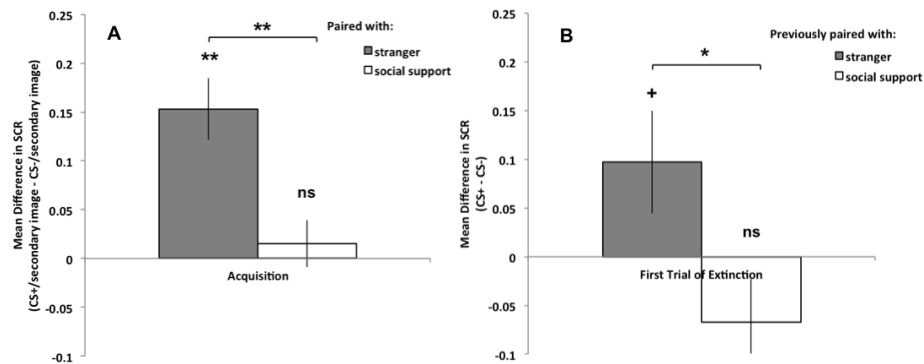 A
Paired with:
stranger
social support
**
**
ns
0.25
0.2
0.15
0.1
0.05
0
-0.05
-0.1
Mean Difference in SCR
(CS+/secondary image - CS-/secondary image)
Acquisition
B
Previously paired with:
stranger
social support
*
+
ns
0.25
0.2
0.15
0.1
0.05
0
-0.05
-0.1
Mean Difference in SCR
(CS+ - CS-)
First Trial of Extinction